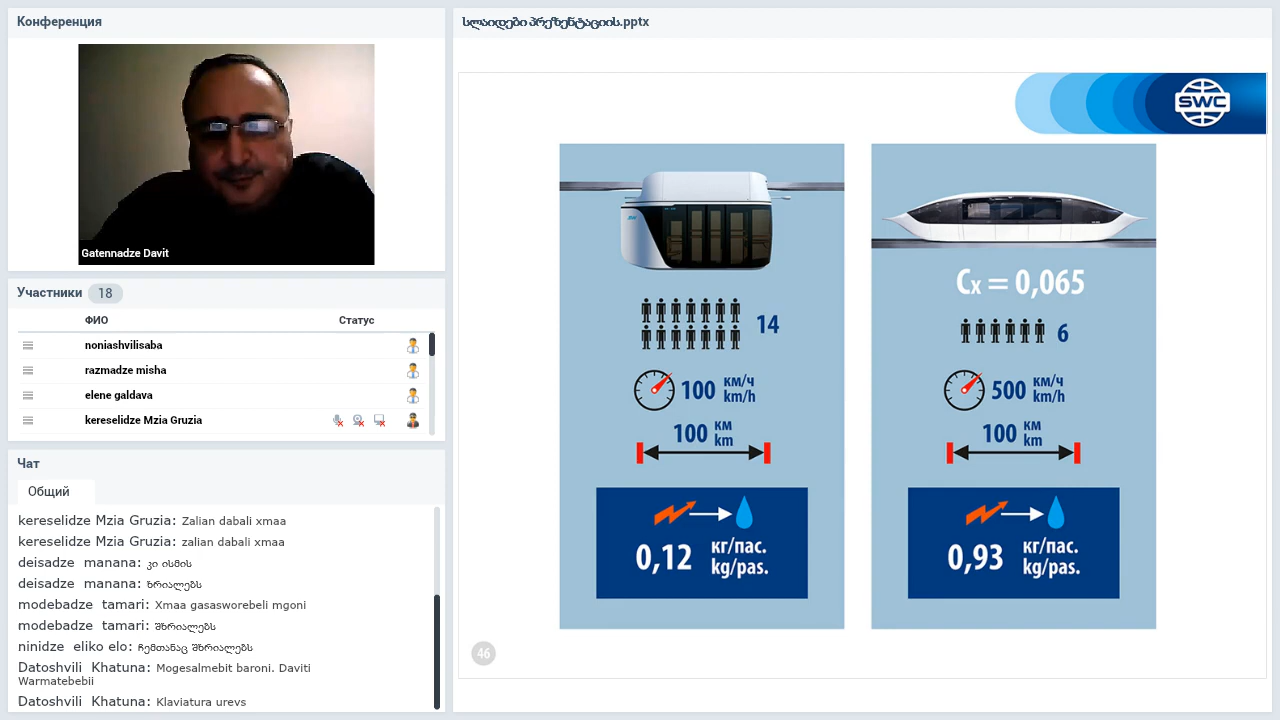 Конференция
Gatennadze Davit
Участники 18
ФИО Статус
noniashvilisaba
razmadze misha
elene galdava
kereselidze Mzia Gruzia
Чат
Общий
kereselidze Mzia Gruzia: Zalian dabali xmaa
kereselidze Mzia Gruzia: zalian dabali xmaa
deisadze manana: კი ისმის
deisadze manana: ხრიალებს
modebadze tamari: Xmaa gasasworebeli mgoni
modebadze tamari: შხრიალებს
ninidze eliko elo: ჩემთანაც შხრიალებს
Datoshvili Khatuna: Mogesalmebit baroni. Daviti
Warmatebebii
Datoshvili Khatuna: Klaviatura urevs
სლაიდები პრეზენტაციის.pptx
SWC
14
100 км/ч
km/h
100 км
km
0,12 кг/пас.
kg/pas.
Cx = 0,065
6
500 км/ч
km/h
100 км
km
0,93 кг/пас.
kg/pas.
46